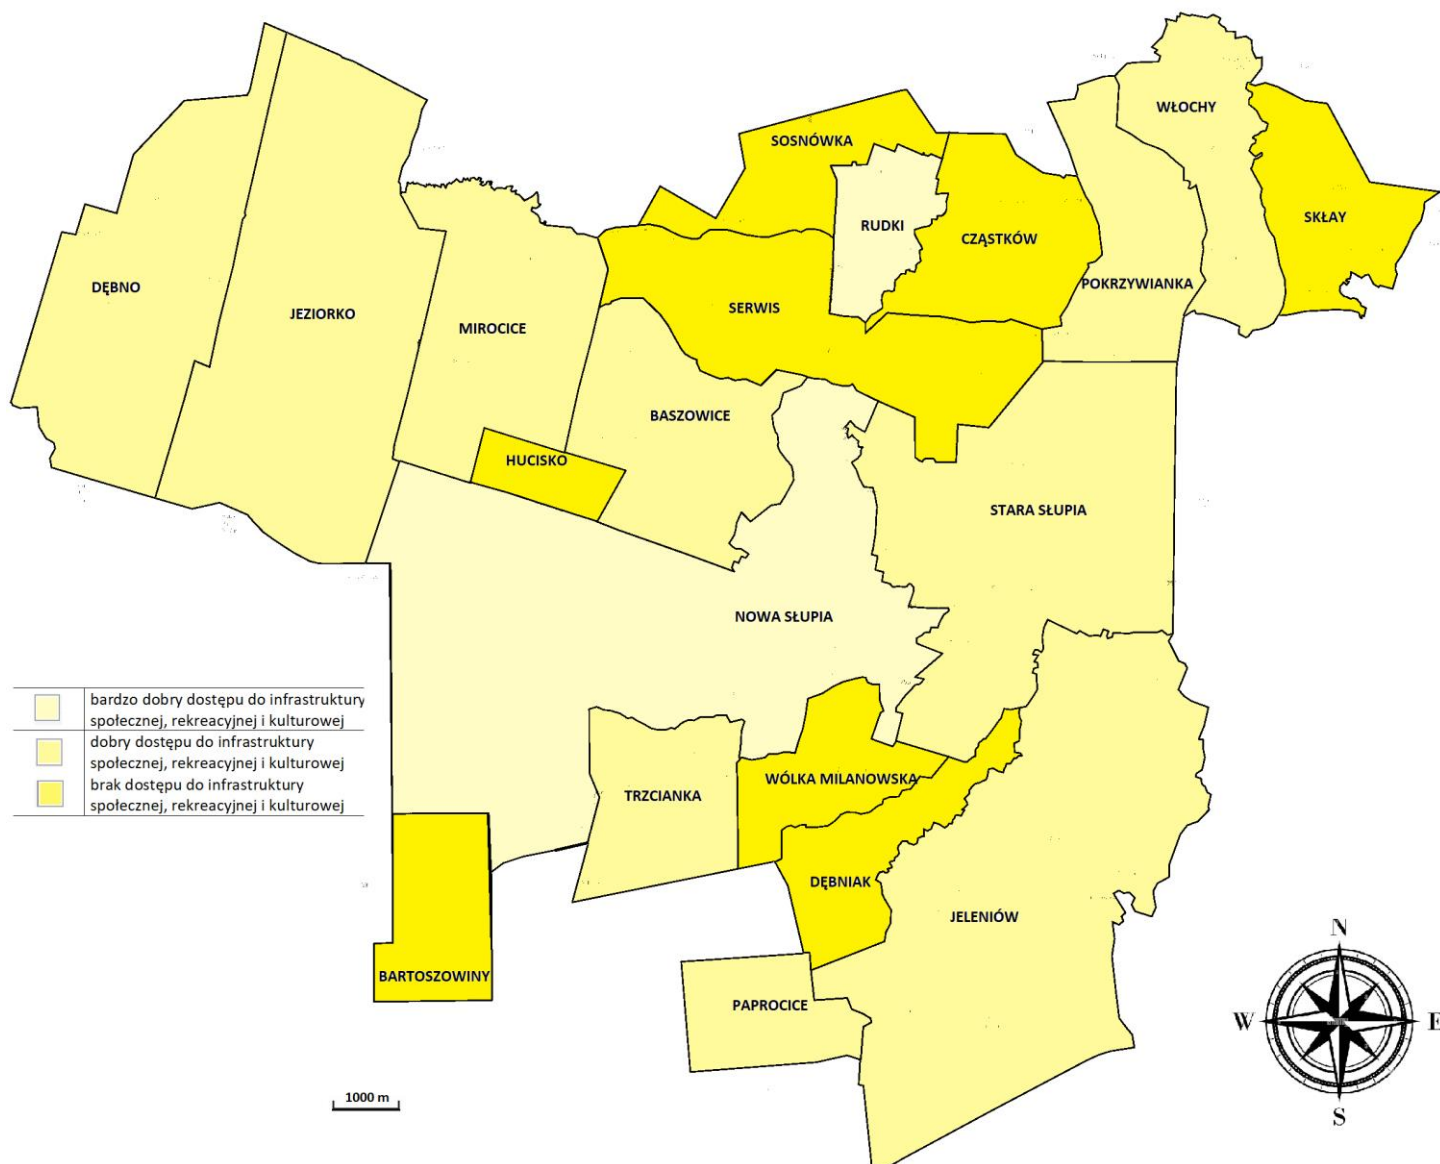 WŁOCHY
SOSNÓWKA
SKŁAY
RUDKI
CZĄSTKÓW
POKRZYWIANKA
DĘBNO
JEZIORKO
SERWIS
MIROCICE
BASZOWICE
HUCISKO
STARA SŁUPIA
NOWA SŁUPIA
bardzo dobry dostępu do infrastruktury
społecznej, rekreacyjnej i kulturowej
dobry dostępu do infrastruktury
społecznej, rekreacyjnej i kulturowej
brak dostępu do infrastruktury
społecznej, rekreacyjnej i kulturowej
WÓLKA MILANOWSKA
TRZCIANKA
DĘBNIAK
JELENIÓW
BARTOSZOWINY
PAPROCICE
1000 m
N
W
E
S